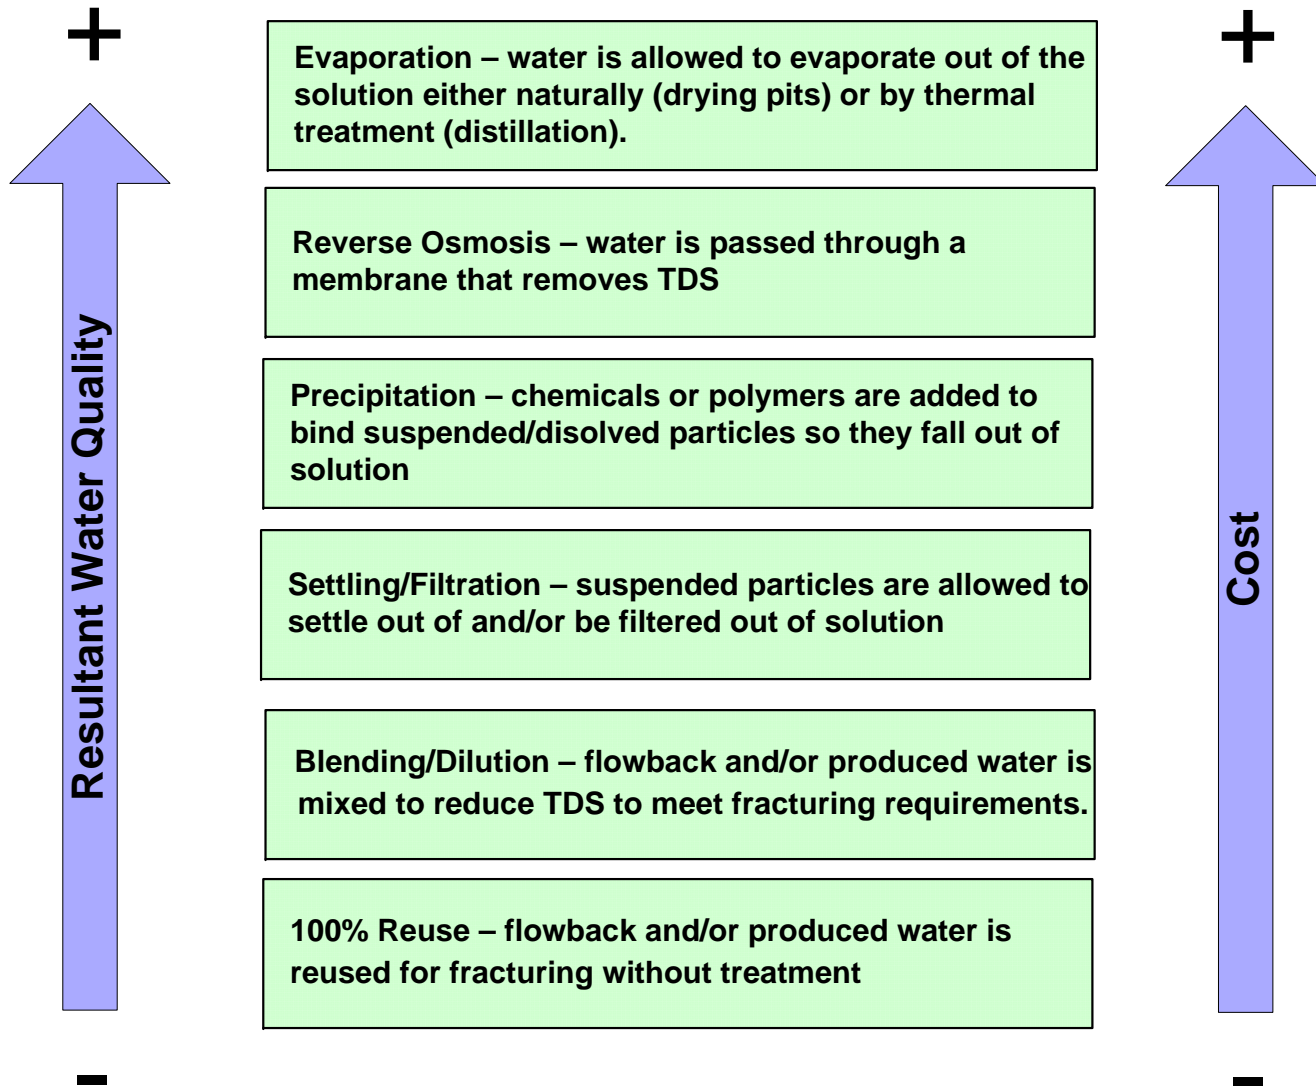 +
+
Evaporation – water is allowed to evaporate out of the
solution either naturally (drying pits) or by thermal
treatment (distillation).
Reverse Osmosis – water is passed through a
membrane that removes TDS
Precipitation – chemicals or polymers are added to
bind suspended/disolved particles so they fall out of
solution
Settling/Filtration – suspended particles are allowed to
settle out of and/or be filtered out of solution
Blending/Dilution – flowback and/or produced water is
mixed to reduce TDS to meet fracturing requirements.
100% Reuse – flowback and/or produced water is
reused for fracturing without treatment
Resultant Water Quality
Cost
-
-